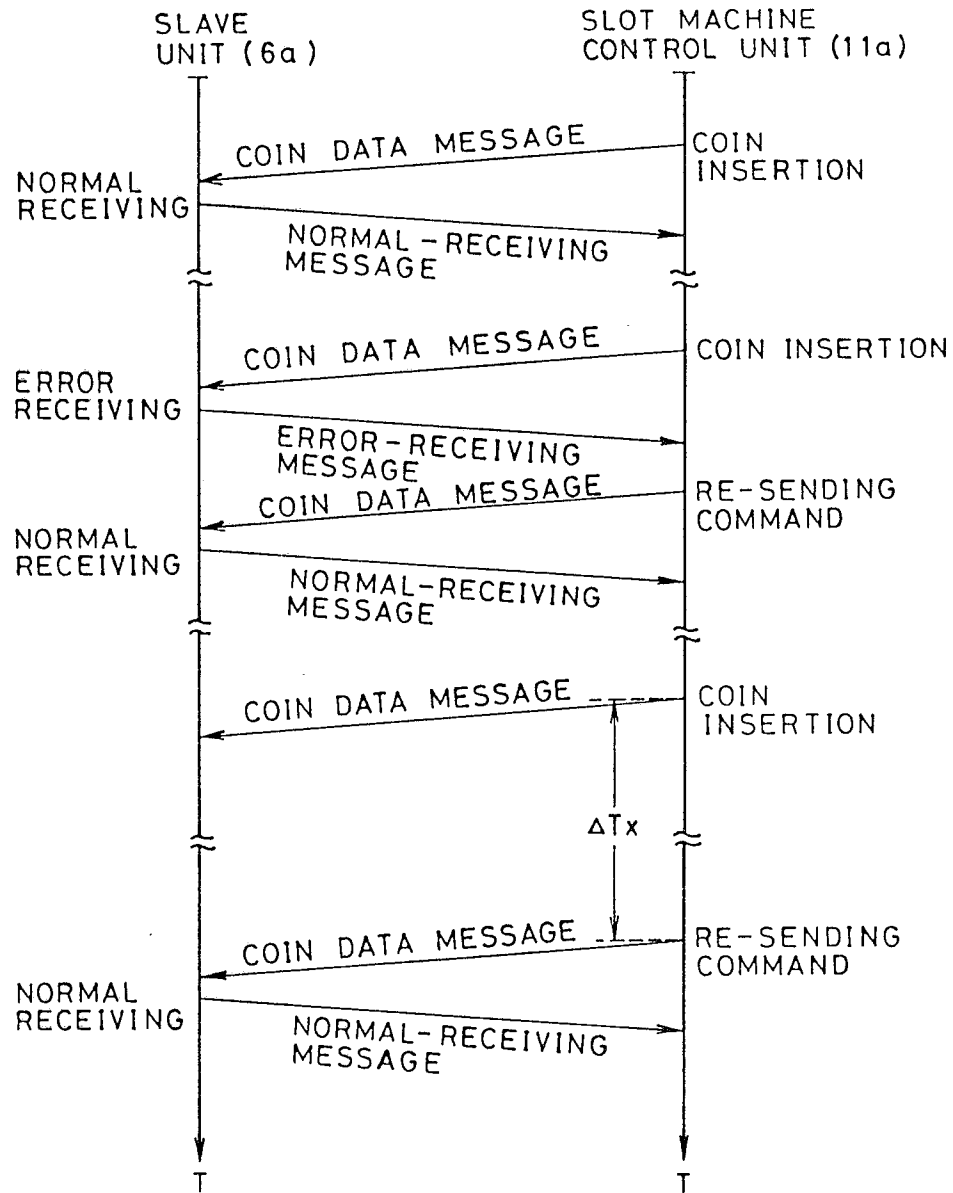 SLAVE
UNIT (6a)
SLOT MACHINE
CONTROL UNIT (11a)
T
T
COIN DATA MESSAGE
COIN
INSERTION
NORMAL
RECEIVING
NORMAL-RECEIVING
MESSAGE
COIN DATA MESSAGE
COIN INSERTION
ERROR
RECEIVING
ERROR-RECEIVING
MESSAGE
COIN DATA MESSAGE
RE-SENDING
COMMAND
NORMAL
RECEIVING
NORMAL-RECEIVING
MESSAGE
COIN DATA MESSAGE
COIN
INSERTION
ΔTx
COIN DATA MESSAGE
RE-SENDING
COMMAND
NORMAL
RECEIVING
NORMAL-RECEIVING
MESSAGE
T
T